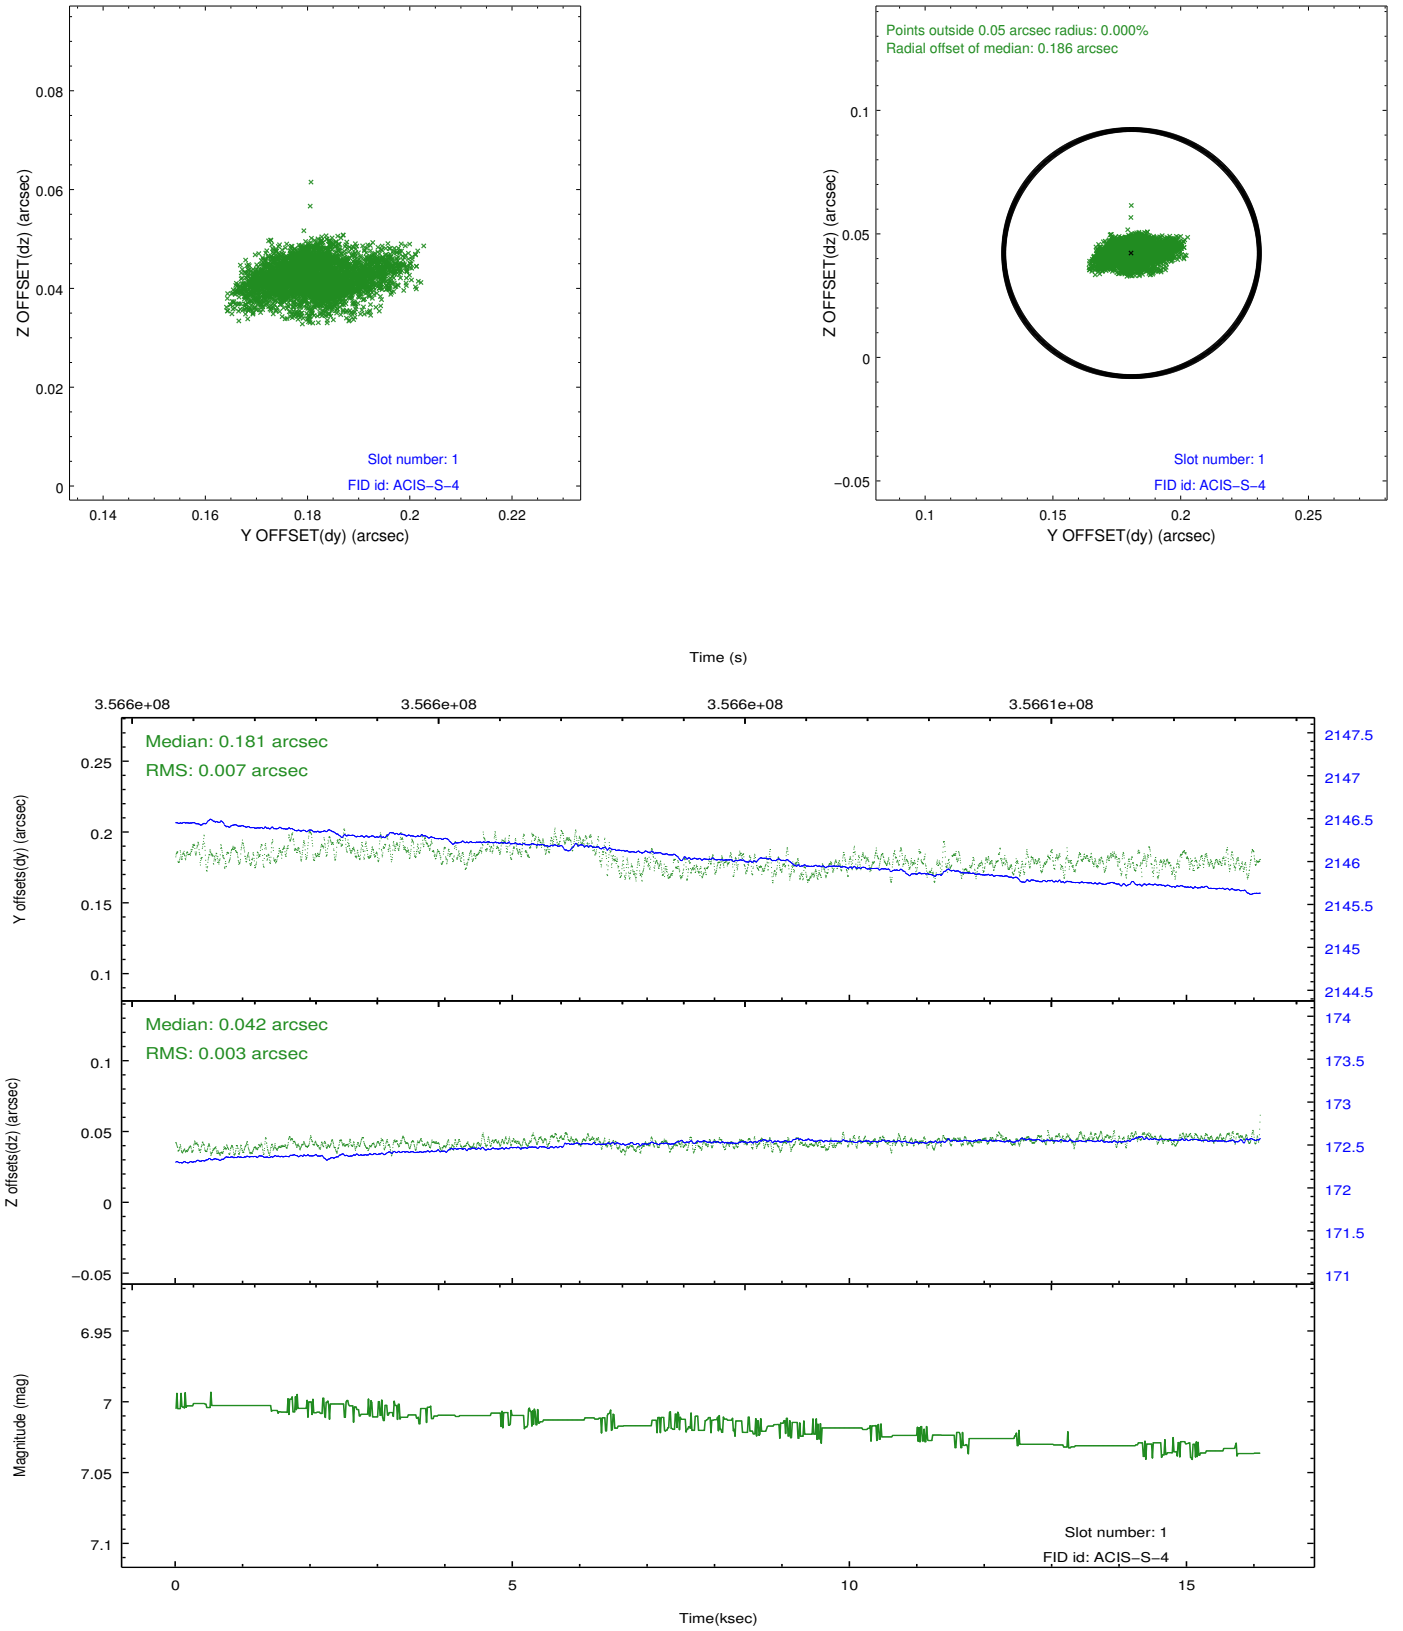 0.08
0.06
0.04
0.02
0
Z OFFSET(dz) (arcsec)
Slot number: 1
FID id: ACIS−S−4
0.14 0.16 0.18 0.2 0.22
Y OFFSET(dy) (arcsec)
Points outside 0.05 arcsec radius: 0.000%
Radial offset of median: 0.186 arcsec
0.1
0.05
0
−0.05
Z OFFSET(dz) (arcsec)
Slot number: 1
FID id: ACIS−S−4
0.1 0.15 0.2 0.25
Y OFFSET(dy) (arcsec)
Time (s)
3.566e+08 3.566e+08 3.566e+08 3.5661e+08
Median: 0.181 arcsec
RMS: 0.007 arcsec
0.25
0.2
0.15
0.1
Y offsets(dy) (arcsec)
2147.5
2147
2146.5
2146
2145.5
2145
2144.5
Median: 0.042 arcsec
RMS: 0.003 arcsec
0.1
0.05
0
−0.05
Z offsets(dz) (arcsec)
174
173.5
173
172.5
172
171.5
171
6.95
7
7.05
7.1
Magnitude (mag)
Slot number: 1
FID id: ACIS−S−4
0 5 10 15
Time(ksec)